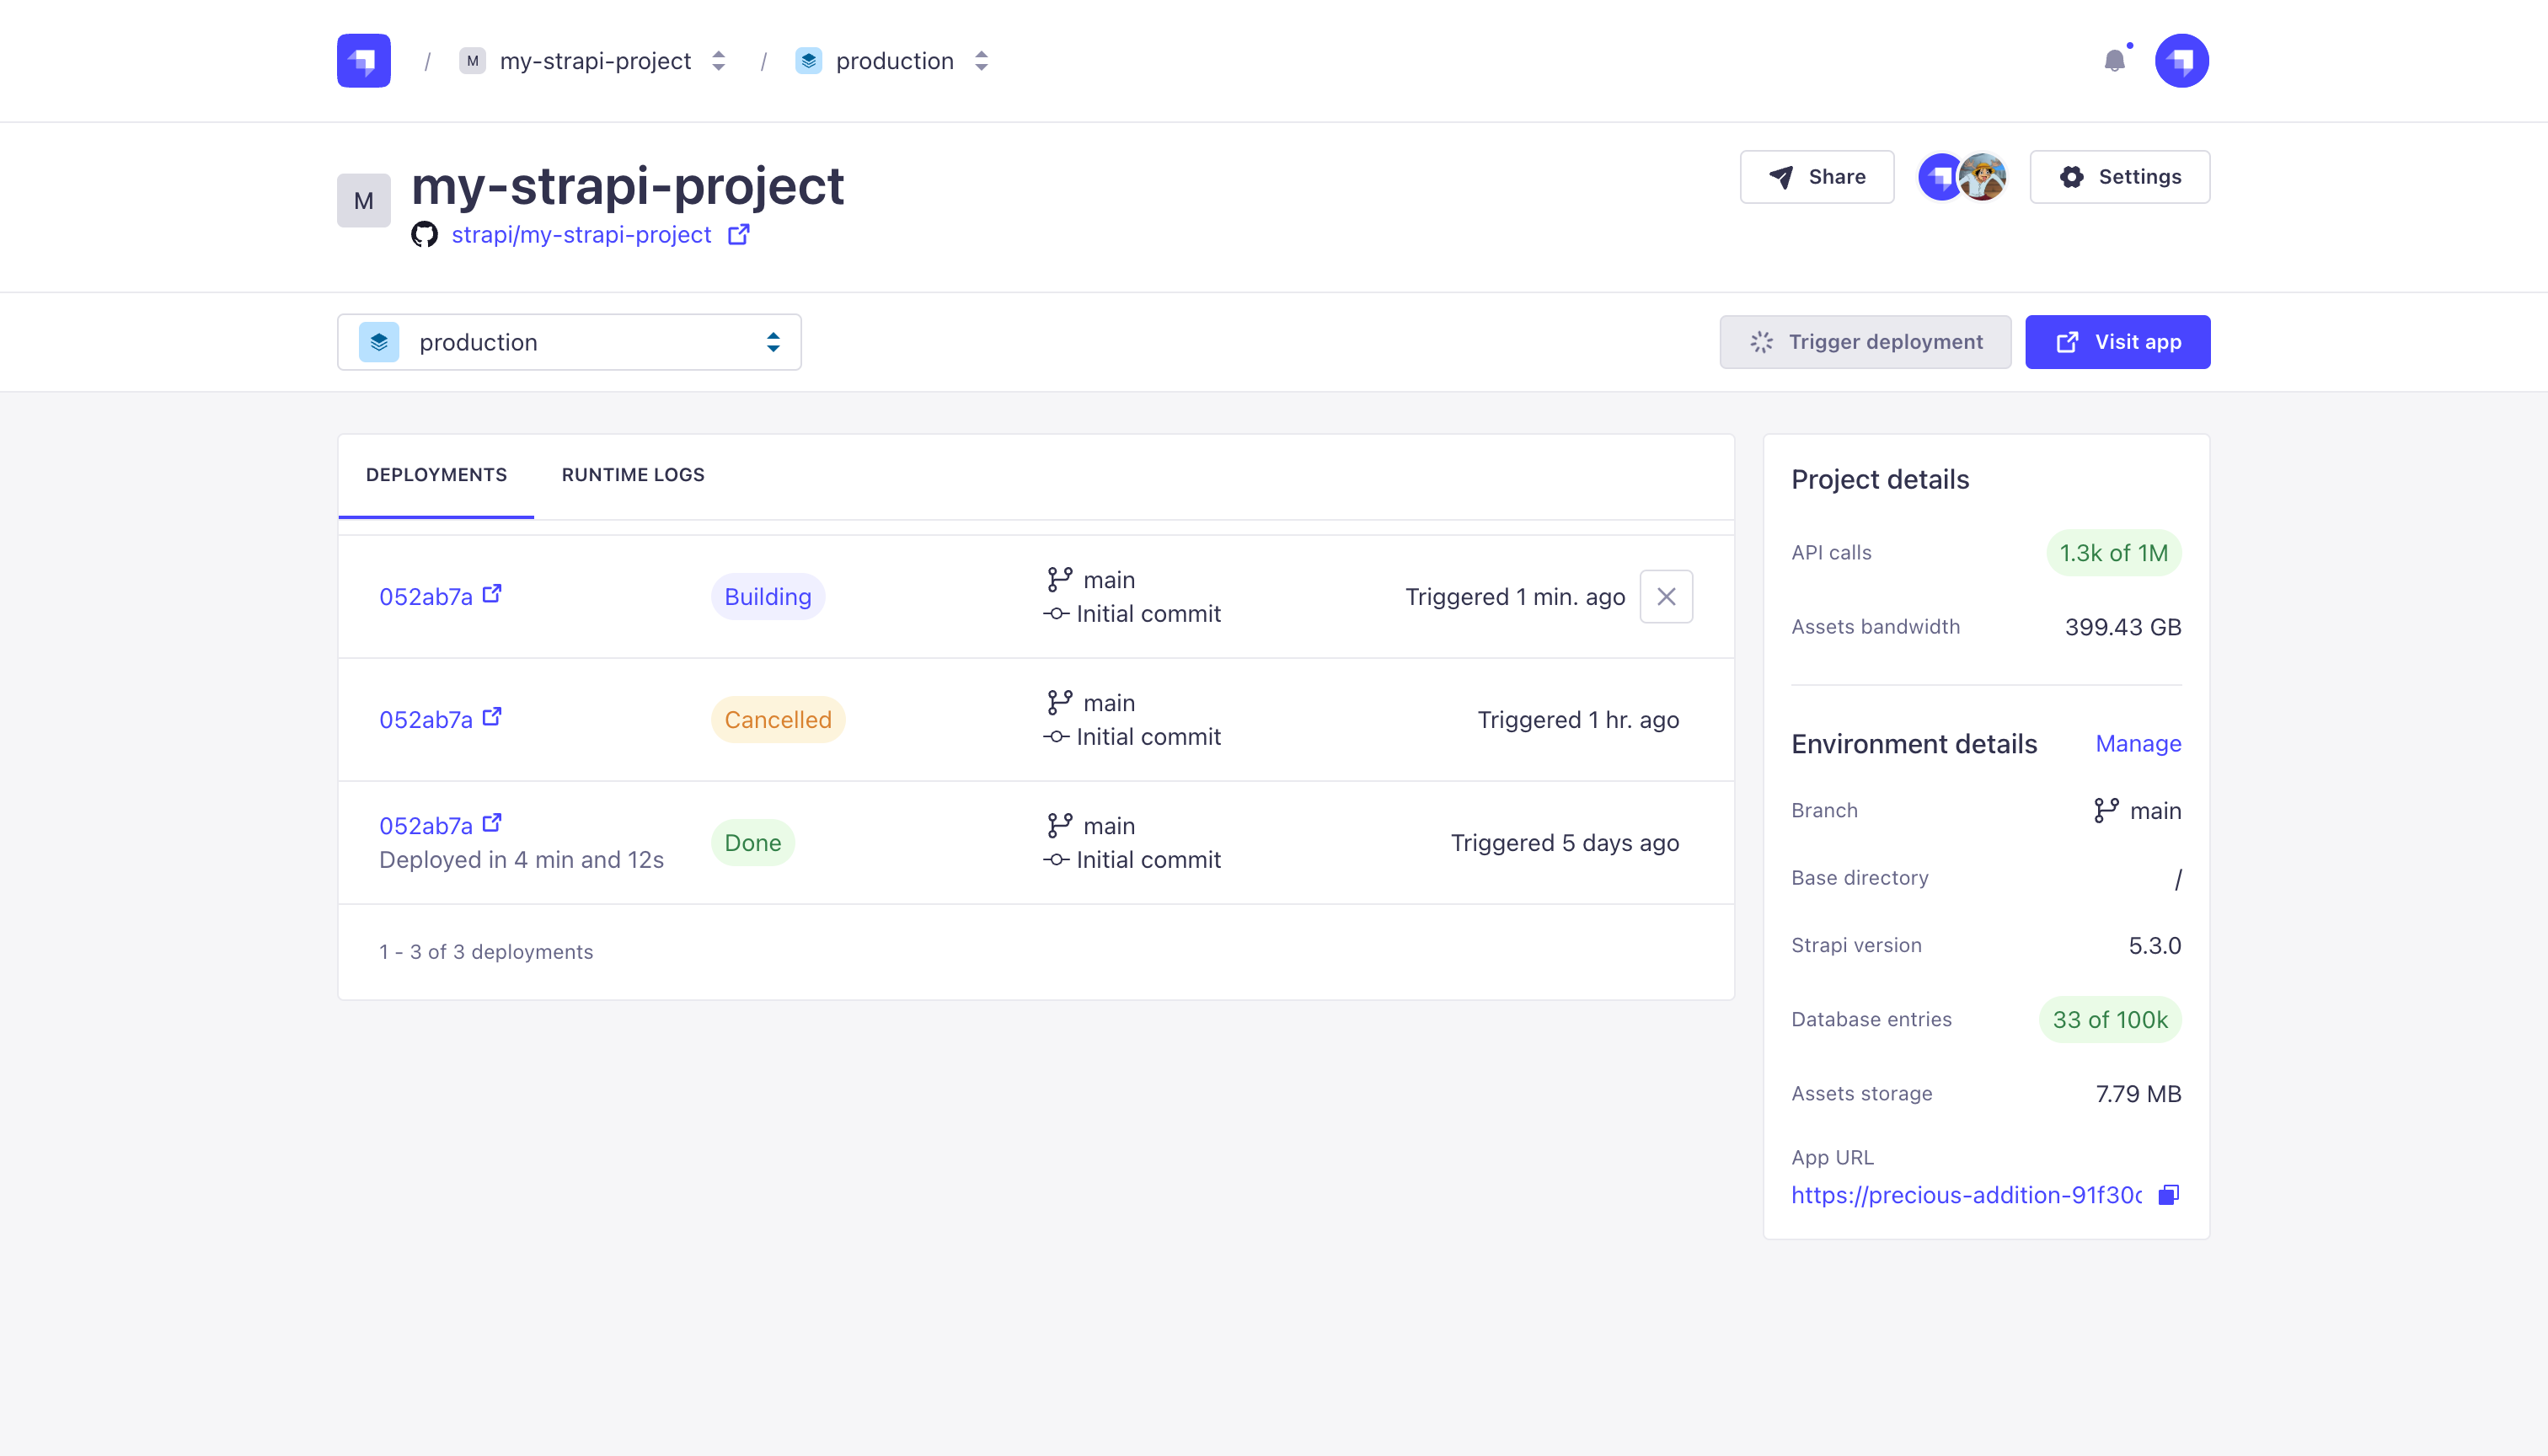 / M my-strapi-project / production
M my-strapi-project
strapi/my-strapi-project
Share
Settings
production
Trigger deployment
Visit app
DEPLOYMENTS
RUNTIME LOGS
052ab7a
Building
main
Initial commit
Triggered 1 min. ago
052ab7a
Cancelled
main
Initial commit
Triggered 1 hr. ago
052ab7a
Deployed in 4 min and 12s
Done
main
Initial commit
Triggered 5 days ago
1 - 3 of 3 deployments
Project details
API calls 1.3k of 1M
Assets bandwidth 399.43 GB
Environment details Manage
Branch main
Base directory /
Strapi version 5.3.0
Database entries 33 of 100k
Assets storage 7.79 MB
App URL
https://precious-addition-91f30